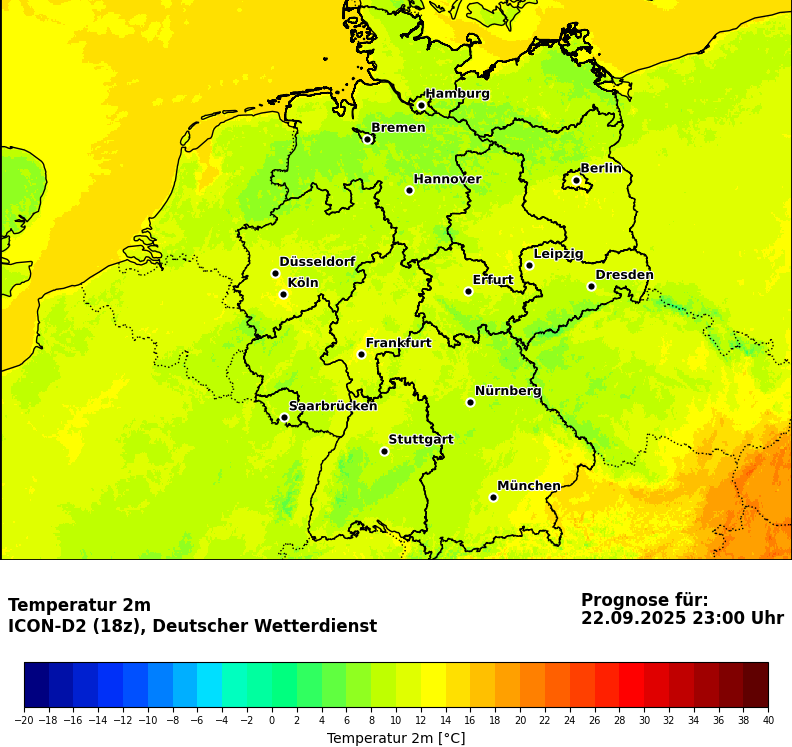 Hamburg
Bremen
Berlin
Hannover
Leipzig
Düsseldorf
Dresden
Köln
Erfurt
Frankfurt
Nürnberg
Saarbrücken
Stuttgart
München
Temperatur 2m
ICON-D2 (18z), Deutscher Wetterdienst
Prognose für:
22.09.2025 23:00 Uhr
−20 −18 −16 −14 −12 −10 −8 −6 −4 −2 0 2 4 6 8 10 12 14 16 18 20 22 24 26 28 30 32 34 36 38 40
Temperatur 2m [°C]